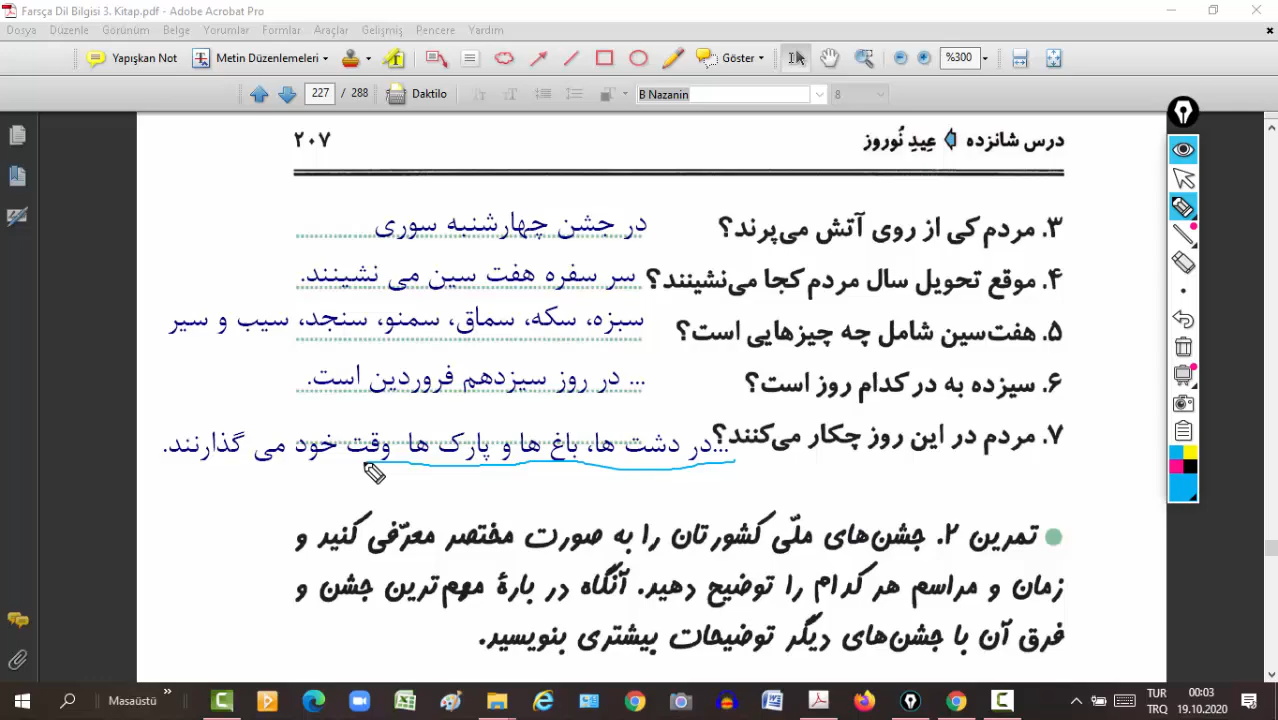 Farsça Dil Bilgisi 3. Kitap.pdf - Adobe Acrobat Pro
Dosya Düzenle Görünüm Belge Yorumlar Formlar Araçlar Gelişmiş Pencere Yardım
Yapışkan Not Metin Düzenlemeleri Göster %300
227 / 288 Daktilo B Nazanin 8
درس شانزده عِیدِ نُوروز ۲۰۷
۳. مردم کی از روی آتش می‌پرند؟ در جشن چهارشنبه سوری
۴. موقع تحویل سال مردم کجا می‌نشینند؟ سر سفره هفت سین می نشینند.
۵. هفت‌سین شامل چه چیزهایی است؟ سبزه، سکه، سماق، سمنو، سنجد، سیب و سیر
۶. سیزده به در کدام روز است؟ ... در روز سیزدهم فروردین است.
۷. مردم در این روز چکار می‌کنند؟ ...در دشت ها، باغ ها و پارک ها وقت خود می گذارنند.
تمرین ۲. جشن‌های ملّی کشورتان را به صورت مختصر معرّفی کنید و
زمان و مراسم هر کدام را توضیح دهید. آنگاه در بارهٔ مهم‌ترین جشن و
فرق آن با جشن‌های دیگر توضیحات بیشتری بنویسید.
Masaüstü TUR 00:03
TRQ 19.10.2020